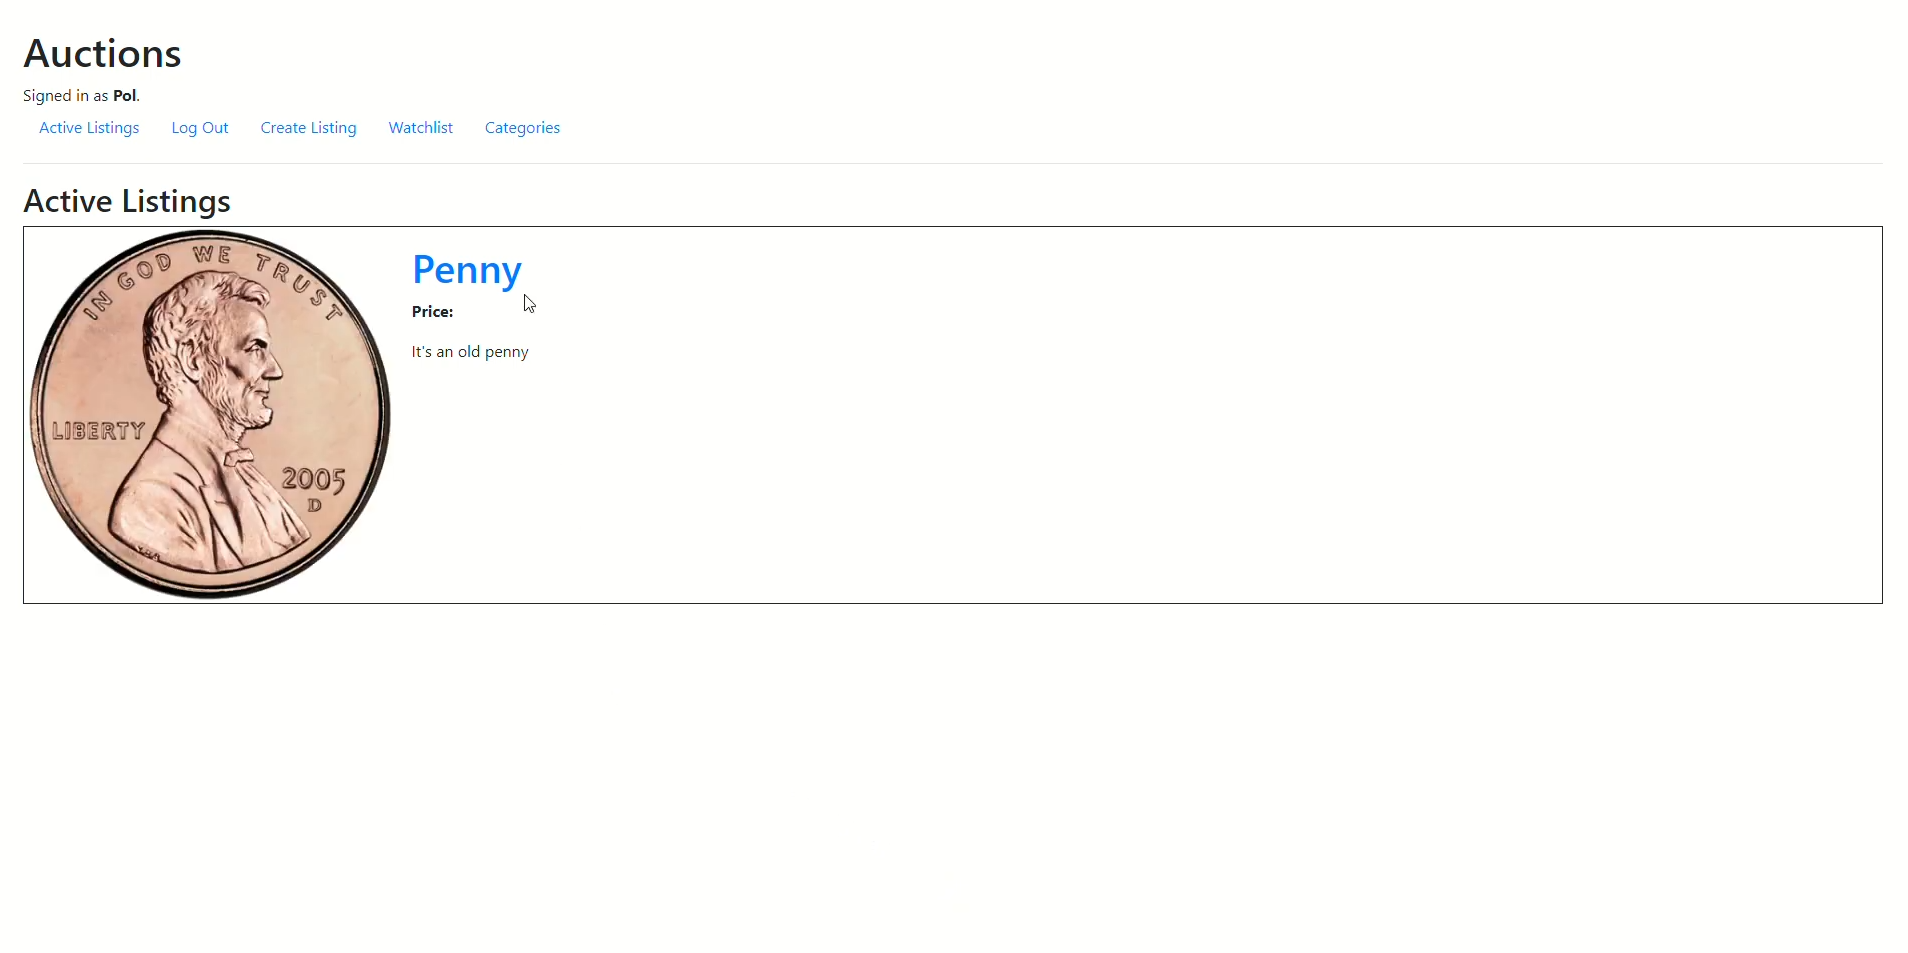 Auctions
Signed in as Pol.
Active Listings Log Out Create Listing Watchlist Categories
Active Listings
IN GOD WE TRUST
LIBERTY
2005
D
Penny
Price:
It's an old penny